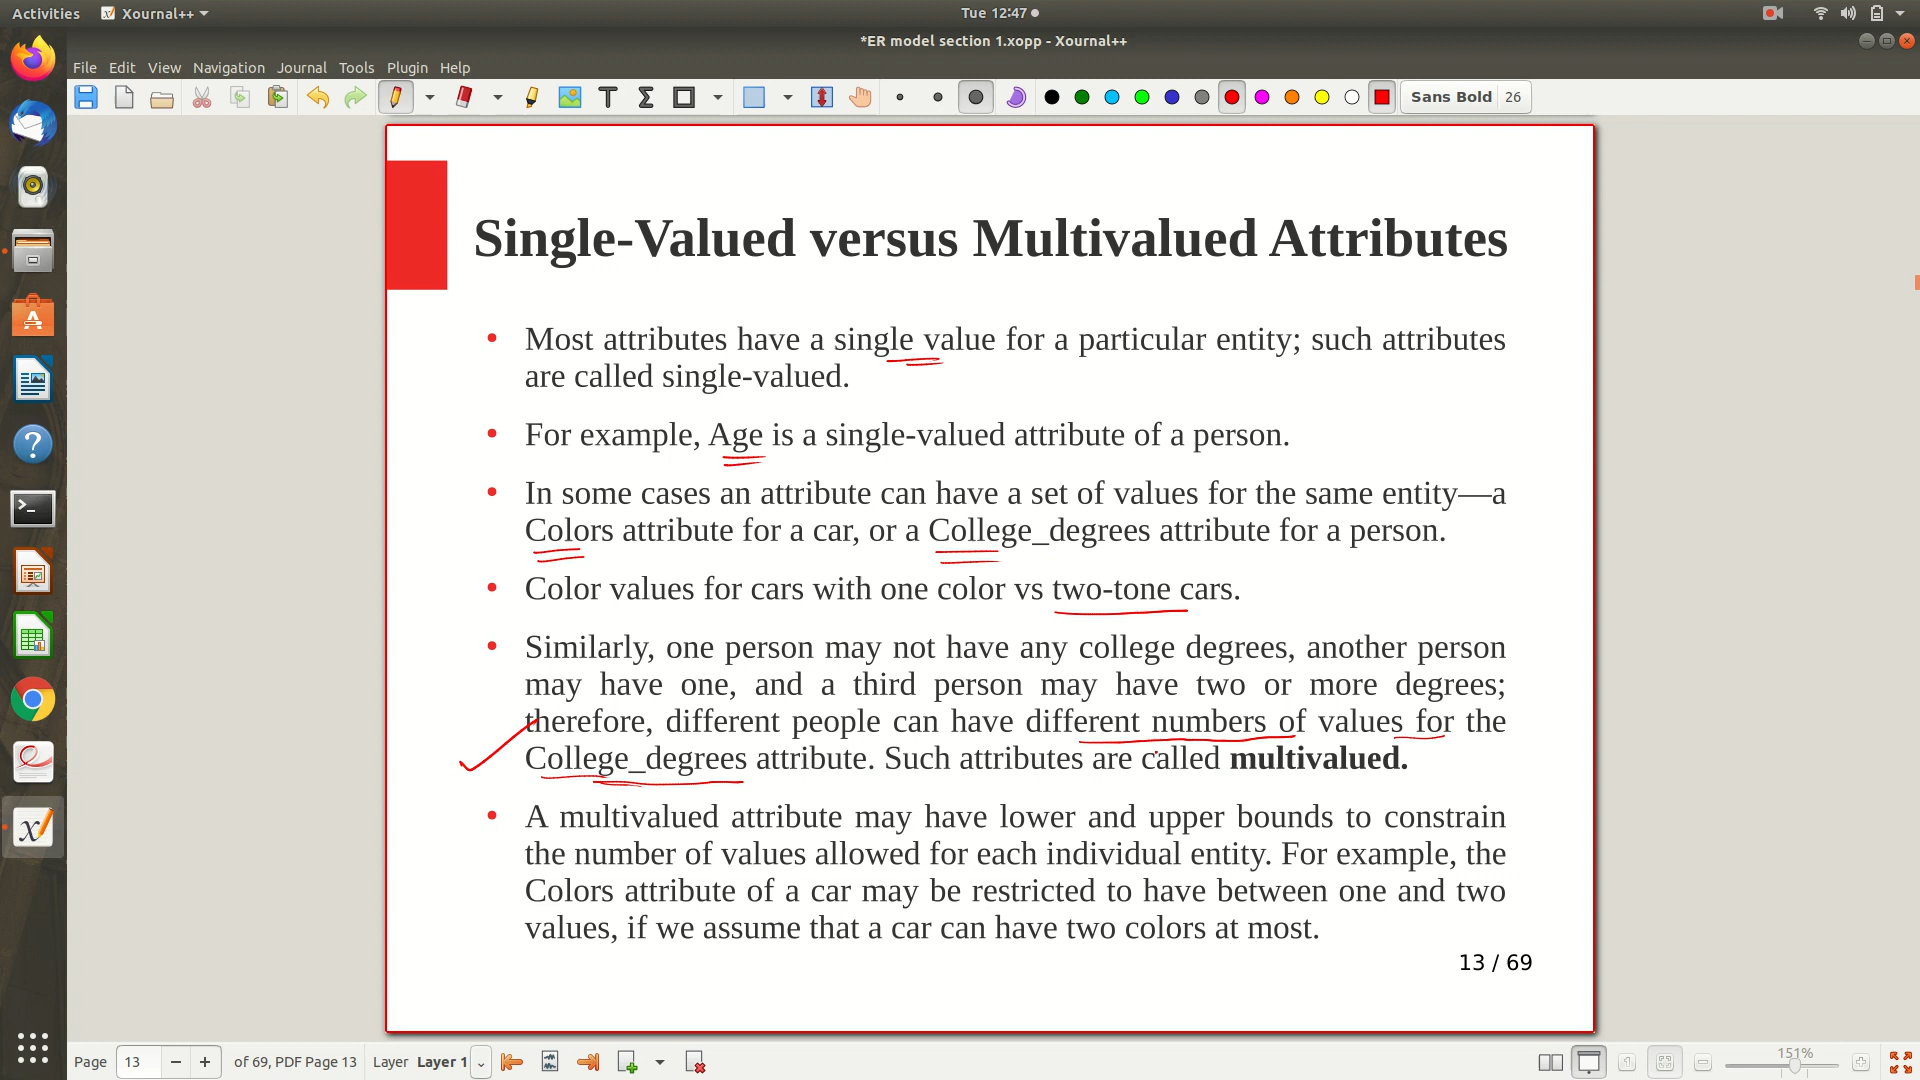 Activities Xournal++ Tue 12:47
*ER model section 1.xopp - Xournal++
File Edit View Navigation Journal Tools Plugin Help
Sans Bold 26
Single-Valued versus Multivalued Attributes
• Most attributes have a single value for a particular entity; such attributes
are called single-valued.
• For example, Age is a single-valued attribute of a person.
• In some cases an attribute can have a set of values for the same entity—a
Colors attribute for a car, or a College_degrees attribute for a person.
• Color values for cars with one color vs two-tone cars.
• Similarly, one person may not have any college degrees, another person
may have one, and a third person may have two or more degrees;
therefore, different people can have different numbers of values for the
College_degrees attribute. Such attributes are called multivalued.
• A multivalued attribute may have lower and upper bounds to constrain
the number of values allowed for each individual entity. For example, the
Colors attribute of a car may be restricted to have between one and two
values, if we assume that a car can have two colors at most.
13 / 69
Page 13 − + of 69, PDF Page 13 Layer Layer 1 151%